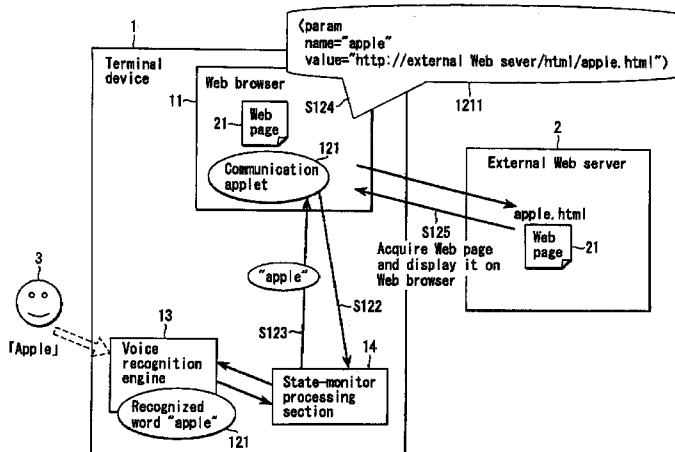 1
Terminal
device
<param
name="apple"
value="http://external Web sever/html/apple.html">
1211
Web browser
11
S124
21
Web
page
121
Communication
applet
2
External Web server
apple.html
Web
page
21
S125
Acquire Web page
and display it on
Web browser
"apple"
S122
S123
3
「Apple」
13
Voice
recognition
engine
Recognized
word "apple"
121
14
State-monitor
processing
section